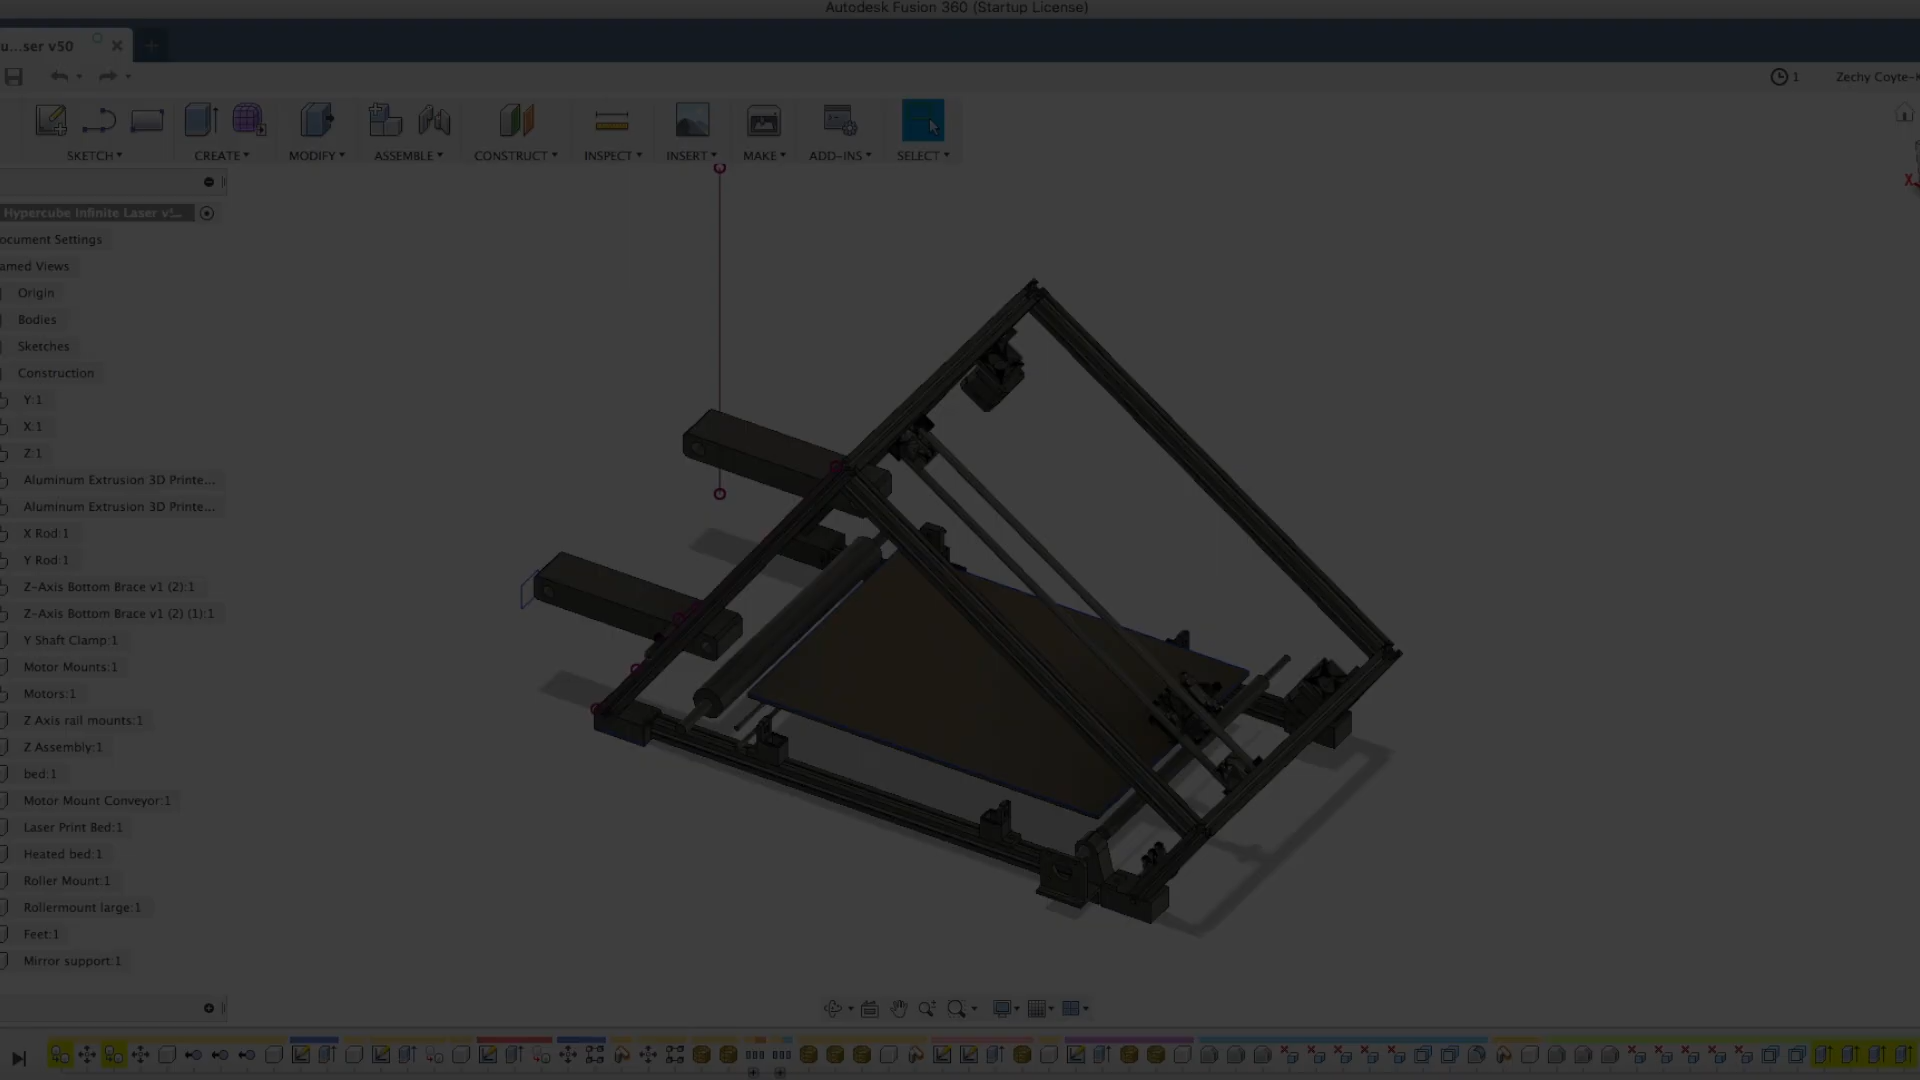 Autodesk Fusion 360 (Startup License)
u...ser v50
1
Zechy Coyte-K
SKETCH
CREATE
MODIFY
ASSEMBLE
CONSTRUCT
INSPECT
INSERT
MAKE
ADD-INS
SELECT
X
Hypercube Infinite Laser v5...
ocument Settings
amed Views
Origin
Bodies
Sketches
Construction
Y:1
X:1
Z:1
Aluminum Extrusion 3D Printe...
Aluminum Extrusion 3D Printe...
X Rod:1
Y Rod:1
Z-Axis Bottom Brace v1 (2):1
Z-Axis Bottom Brace v1 (2) (1):1
Y Shaft Clamp:1
Motor Mounts:1
Motors:1
Z Axis rail mounts:1
Z Assembly:1
bed:1
Motor Mount Conveyor:1
Laser Print Bed:1
Heated bed:1
Roller Mount:1
Rollermount large:1
Feet:1
Mirror support:1